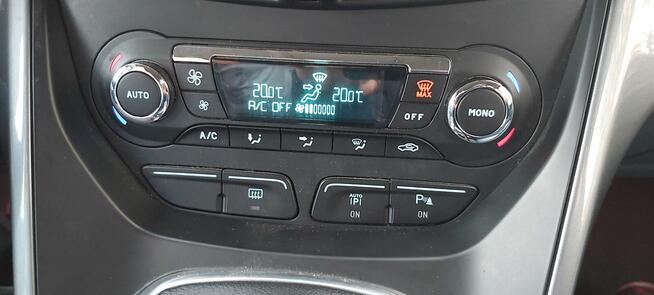 20.0°C 20.0°C
A/C OFF
MAX
AUTO
OFF
MONO
A/C
AUTO
P
ON
P
ON